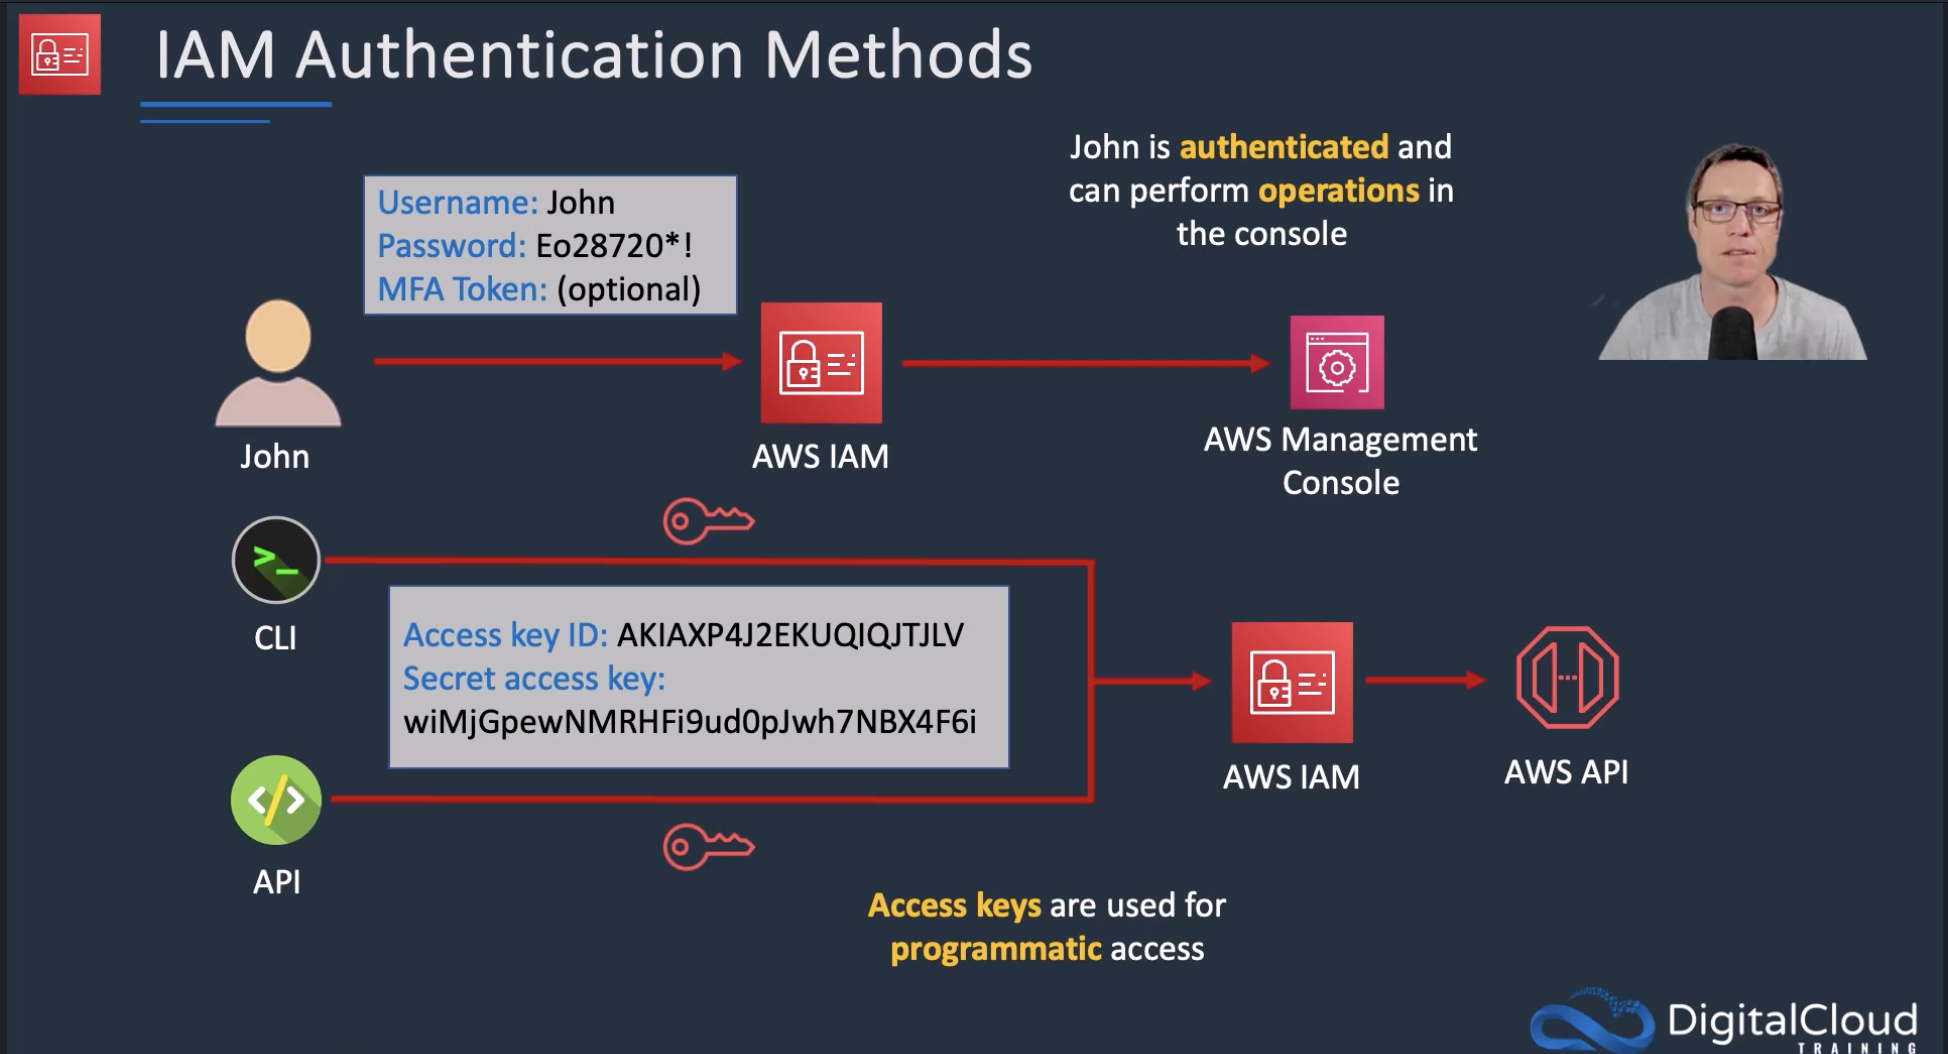 IAM Authentication Methods
John is authenticated and
can perform operations in
the console
Username: John
Password: Eo28720*!
MFA Token: (optional)
John
AWS IAM
AWS Management
Console
CLI
Access key ID: AKIAXP4J2EKUQIQJTJLV
Secret access key:
wiMjGpewNMRHFi9ud0pJwh7NBX4F6i
AWS IAM
AWS API
API
Access keys are used for
programmatic access
DigitalCloud
TRAINING